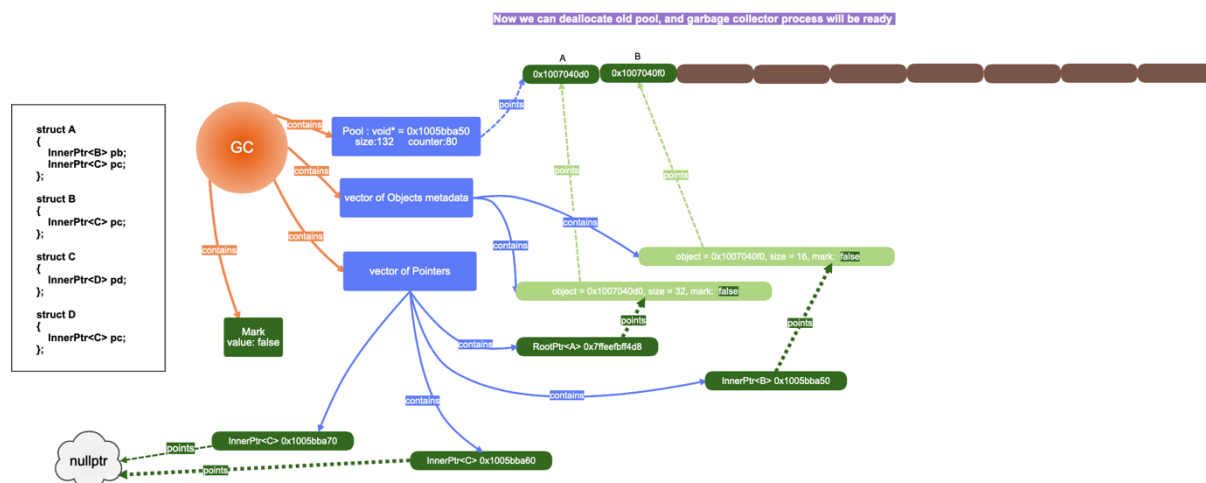 Now we can deallocate old pool, and garbage collector process will be ready
A
B
0x1007040d0
0x1007040f0
struct A
{
InnerPtr<B> pb;
InnerPtr<C> pc;
};
struct B
{
InnerPtr<C> pc;
};
struct C
{
InnerPtr<D> pd;
};
struct D
{
InnerPtr<C> pc;
};
GC
contains
Pool : void* = 0x1005bba50
size:132 counter:80
points
contains
vector of Objects metadata
points
points
contains
contains
contains
contains
vector of Pointers
object = 0x1007040f0, size = 16, mark: false
object = 0x1007040d0, size = 32, mark: false
points
points
Mark
value: false
contains
RootPtr<A> 0x7ffeefbff4d8
InnerPtr<B> 0x1005bba50
contains
contains
InnerPtr<C> 0x1005bba70
points
nullptr
points
InnerPtr<C> 0x1005bba60